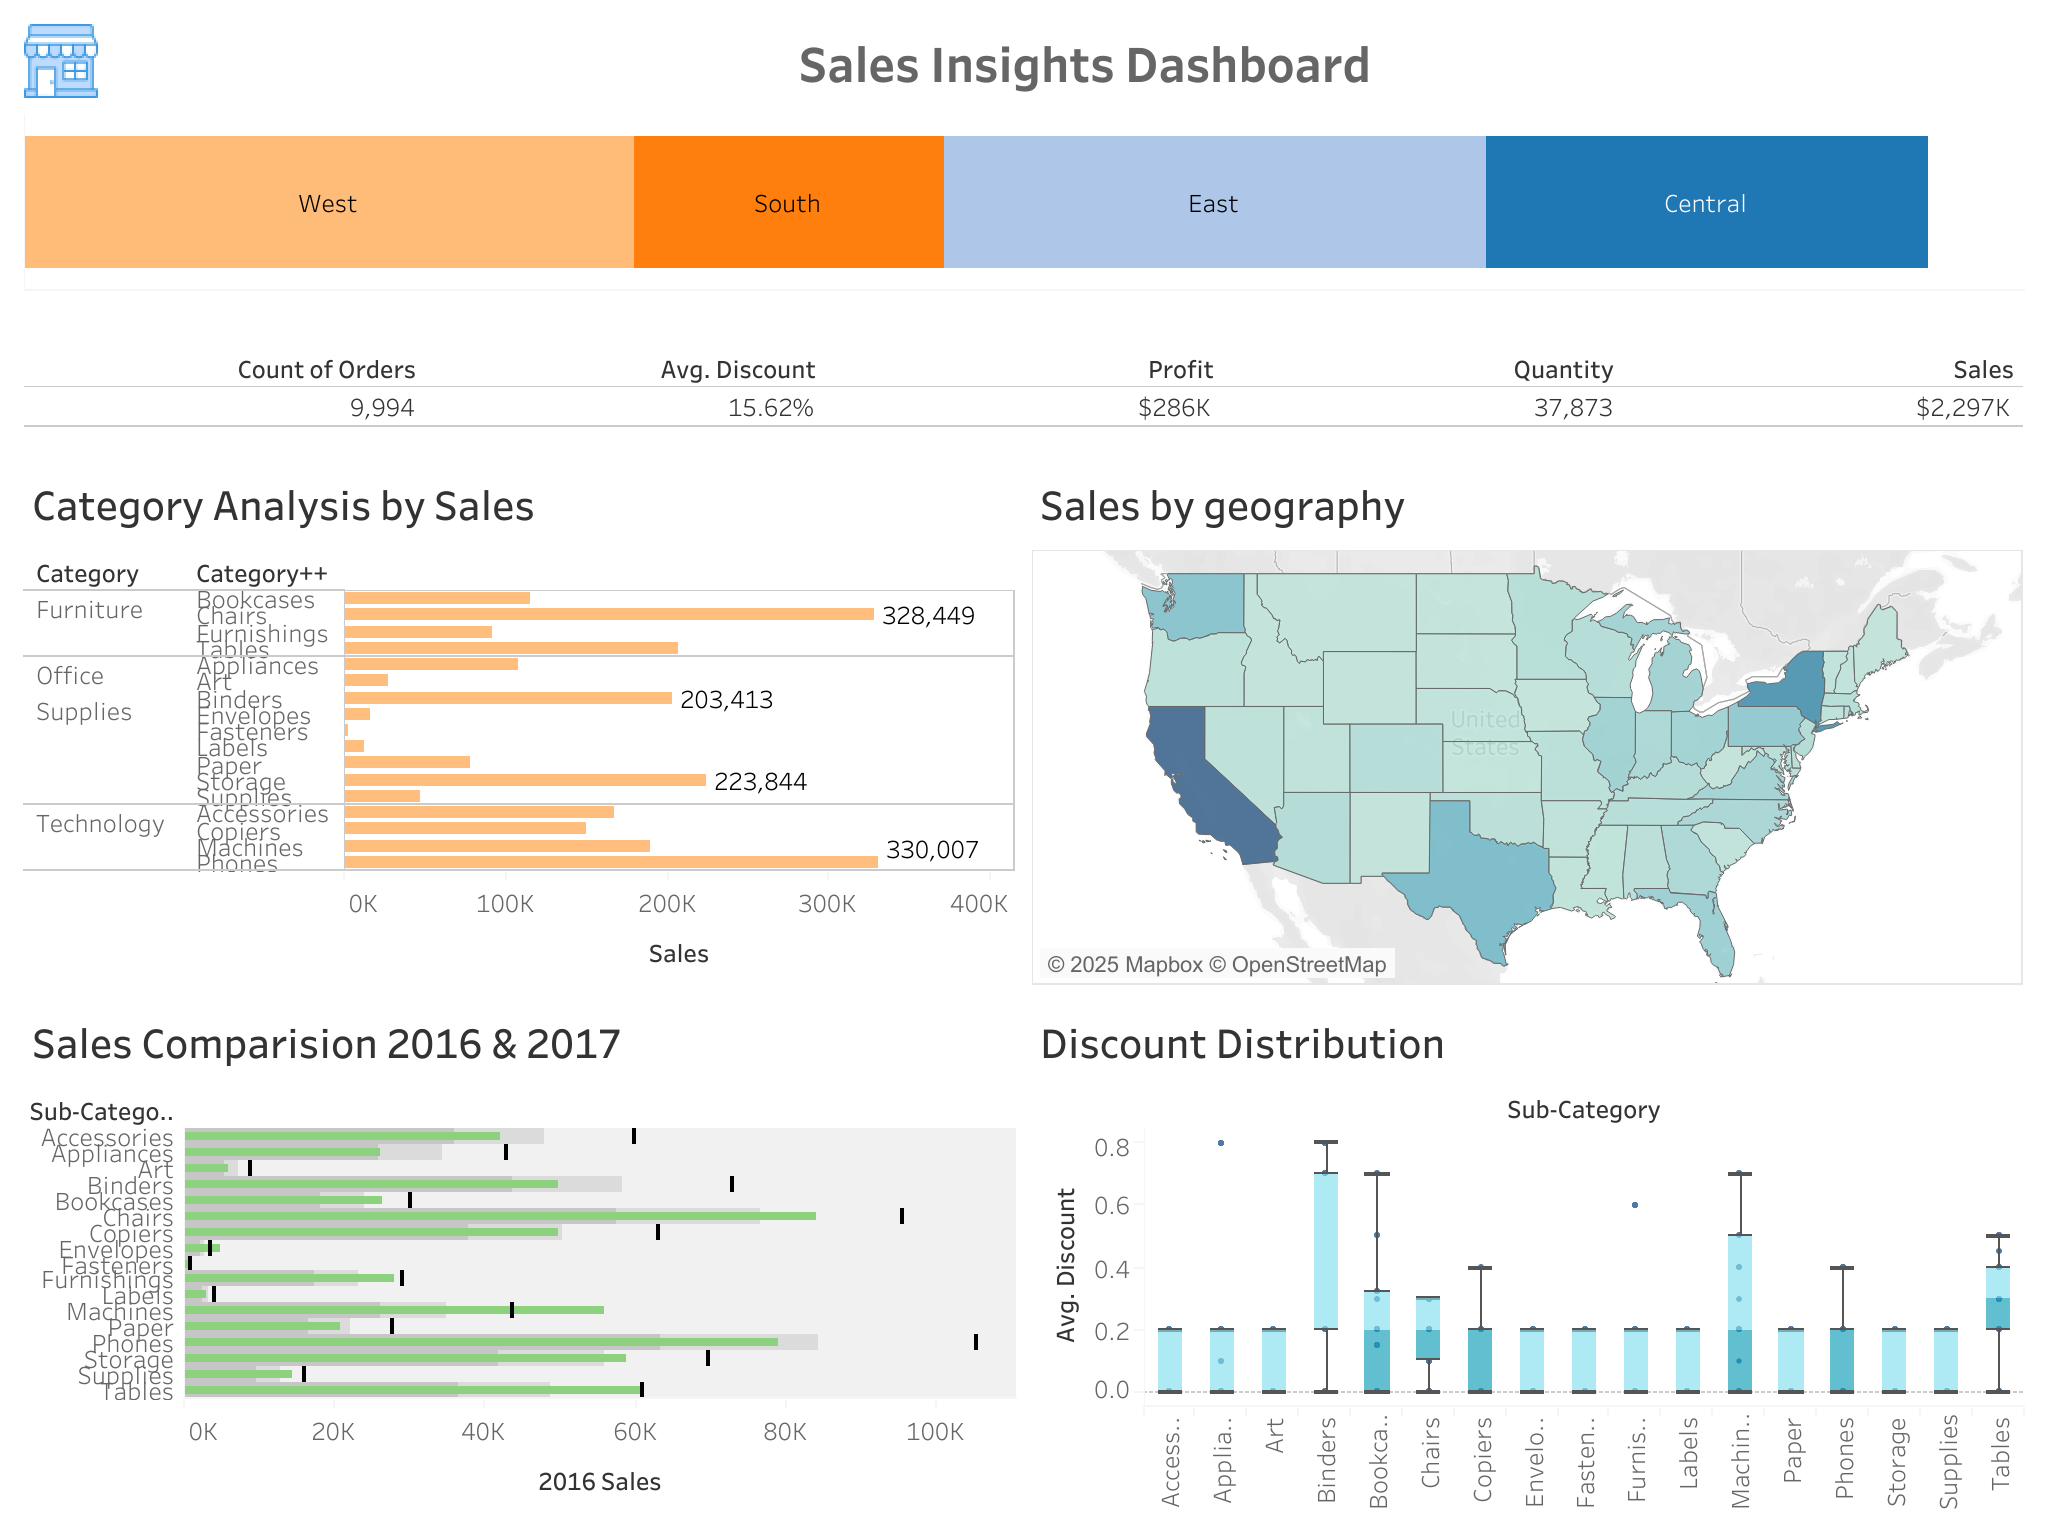 Sales Insights Dashboard
West South East Central
Count of Orders Avg. Discount Profit Quantity Sales
9,994 15.62% $286K 37,873 $2,297K
Category Analysis by Sales
Category Category++
Furniture
Bookcases
Chairs 328,449
Furnishings
Tables
Office
Supplies
Appliances
Art
Binders 203,413
Envelopes
Fasteners
Labels
Paper
Storage 223,844
Supplies
Technology
Accessories
Copiers
Machines
Phones 330,007
0K 100K 200K 300K 400K
Sales
Sales by geography
United
States
© 2025 Mapbox © OpenStreetMap
Sales Comparision 2016 & 2017
Sub-Catego..
Accessories
Appliances
Art
Binders
Bookcases
Chairs
Copiers
Envelopes
Fasteners
Furnishings
Labels
Machines
Paper
Phones
Storage
Supplies
Tables
0K 20K 40K 60K 80K 100K
2016 Sales
Discount Distribution
Sub-Category
Avg. Discount
0.8
0.6
0.4
0.2
0.0
Access..
Applia..
Art
Binders
Bookca..
Chairs
Copiers
Envelo..
Fasten..
Furnis..
Labels
Machin..
Paper
Phones
Storage
Supplies
Tables